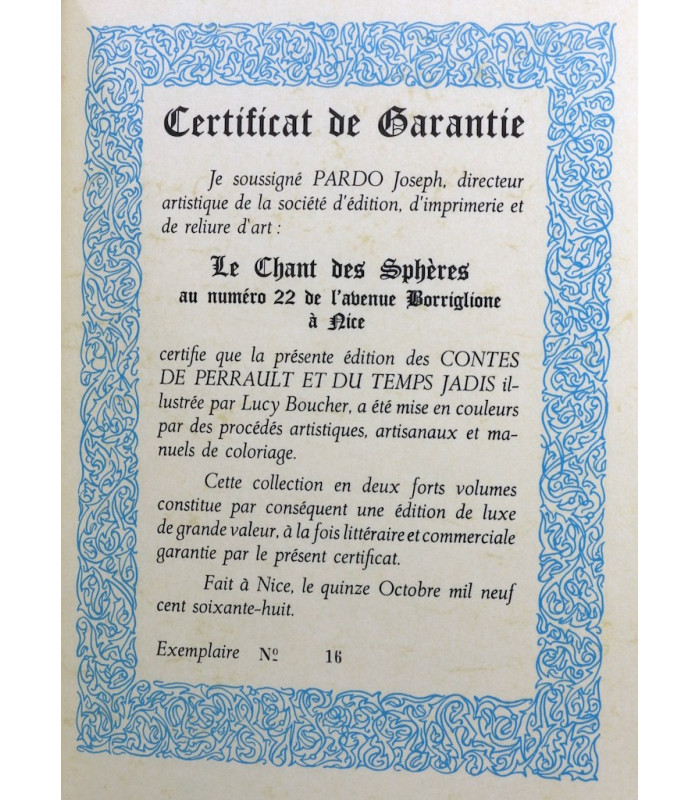 Certificat de Garantie
Je soussigné PARDO Joseph, directeur
artistique de la société d'édition, d'imprimerie et
de reliure d'art :
Le Chant des Sphères
au numéro 22 de l'avenue Borriglione
à Nice
certifie que la présente édition des CONTES
DE PERRAULT ET DU TEMPS JADIS il-
lustrée par Lucy Boucher, a été mise en couleurs
par des procédés artistiques, artisanaux et ma-
nuels de coloriage.
Cette collection en deux forts volumes
constitue par conséquent une édition de luxe
de grande valeur, à la fois littéraire et commerciale
garantie par le présent certificat.
Fait à Nice, le quinze Octobre mil neuf
cent soixante-huit.
Exemplaire Nº 16